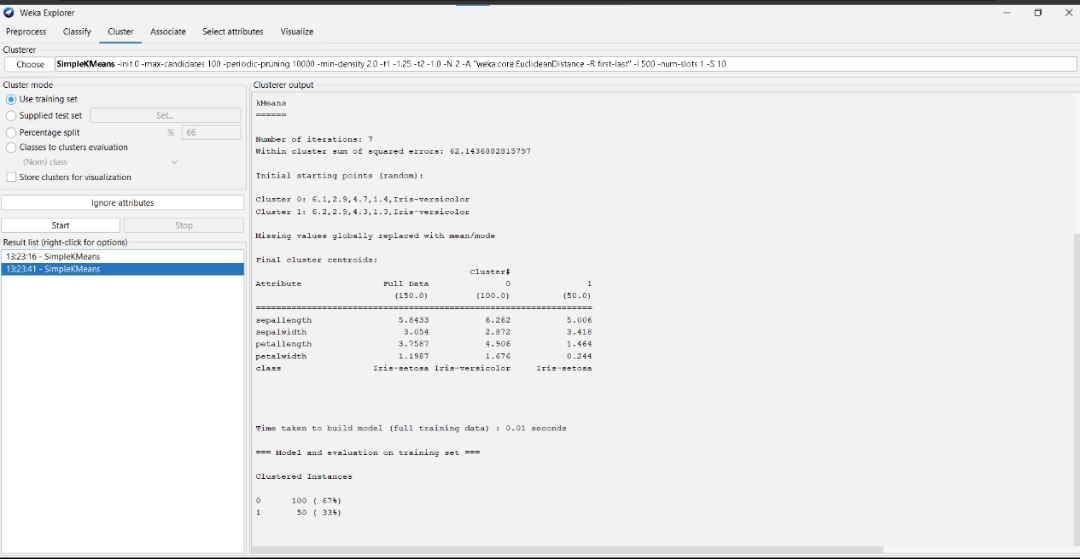 Weka Explorer
Preprocess Classify Cluster Associate Select attributes Visualize
Clusterer
Choose SimpleKMeans -init 0 -max-candidates 100 -periodic-pruning 10000 -min-density 2.0 -t1 -1.25 -t2 -1.0 -N 2 -A "weka.core.EuclideanDistance -R first-last" -I 500 -num-slots 1 -S 10
Cluster mode
Use training set
Supplied test set Set...
Percentage split % 66
Classes to clusters evaluation
(Nom) class
Store clusters for visualization
Ignore attributes
Start Stop
Result list (right-click for options)
13:23:16 - SimpleKMeans
13:23:41 - SimpleKMeans
Clusterer output
kMeans
======
Number of iterations: 7
Within cluster sum of squared errors: 62.1436882815797
Initial starting points (random):
Cluster 0: 6.1,2.9,4.7,1.4,Iris-versicolor
Cluster 1: 6.2,2.9,4.3,1.3,Iris-versicolor
Missing values globally replaced with mean/mode
Final cluster centroids:
Cluster#
Attribute Full Data 0 1
(150.0) (100.0) (50.0)
==================================================================
sepallength 5.8433 6.262 5.006
sepalwidth 3.054 2.872 3.418
petallength 3.7587 4.906 1.464
petalwidth 1.1987 1.676 0.244
class Iris-setosa Iris-versicolor Iris-setosa
Time taken to build model (full training data) : 0.01 seconds
=== Model and evaluation on training set ===
Clustered Instances
0 100 ( 67%)
1 50 ( 33%)